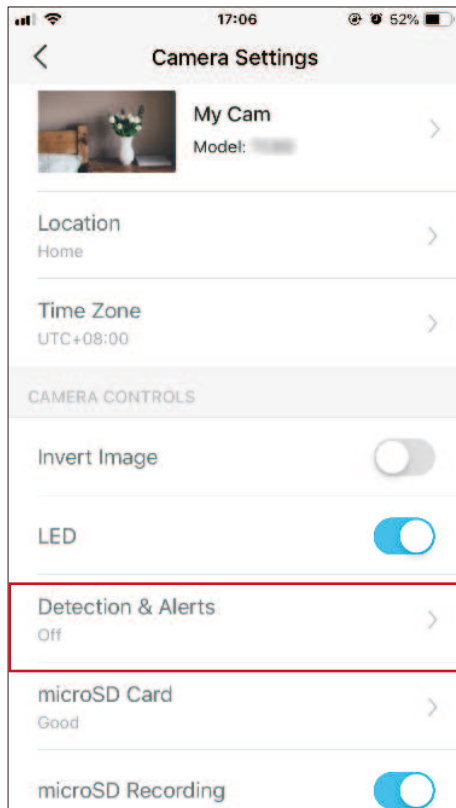 17:06
52%
Camera Settings
My Cam
Model:
Location
Home
Time Zone
UTC+08:00
CAMERA CONTROLS
Invert Image
LED
Detection & Alerts
Off
microSD Card
Good
microSD Recording